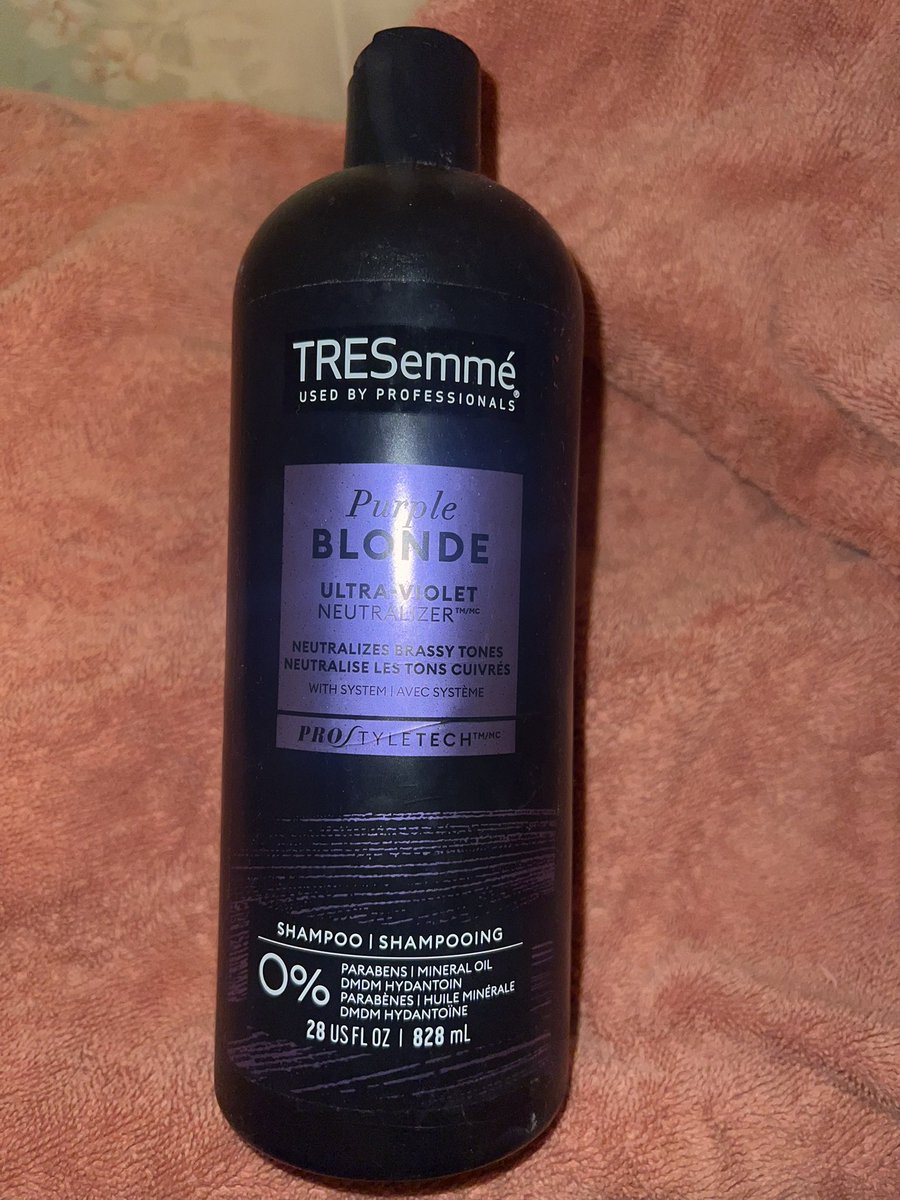 TRESemmé®
USED BY PROFESSIONALS
Purple
BLONDE
ULTRA-VIOLET
NEUTRALIZER™/MC
NEUTRALIZES BRASSY TONES
NEUTRALISE LES TONS CUIVRÉS
WITH SYSTEM | AVEC SYSTÈME
PROSTYLETECH™/MC
SHAMPOO | SHAMPOOING
0% PARABENS | MINERAL OIL
DMDM HYDANTOIN
PARABÈNES | HUILE MINÉRALE
DMDM HYDANTOÏNE
28 US FL OZ | 828 mL